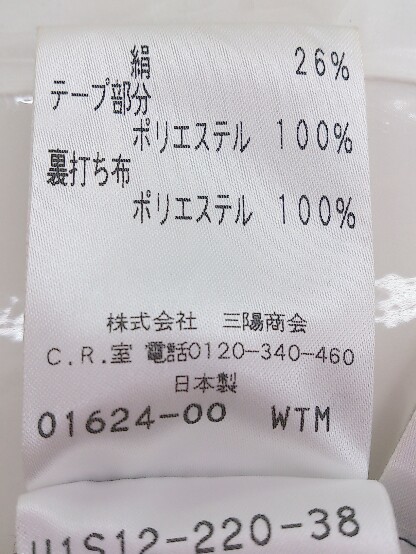 絹 26%
テープ部分
ポリエステル 100%
裏打ち布
ポリエステル 100%
株式会社 三陽商会
C.R.室 電話0120-340-460
日本製
01624-00 WTM
U1S12-220-38